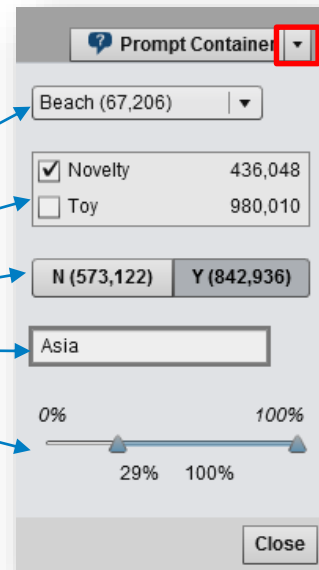 Prompt Container
Beach (67,206)
Novelty 436,048
Toy 980,010
N (573,122) Y (842,936)
Asia
0% 100%
29% 100%
Close